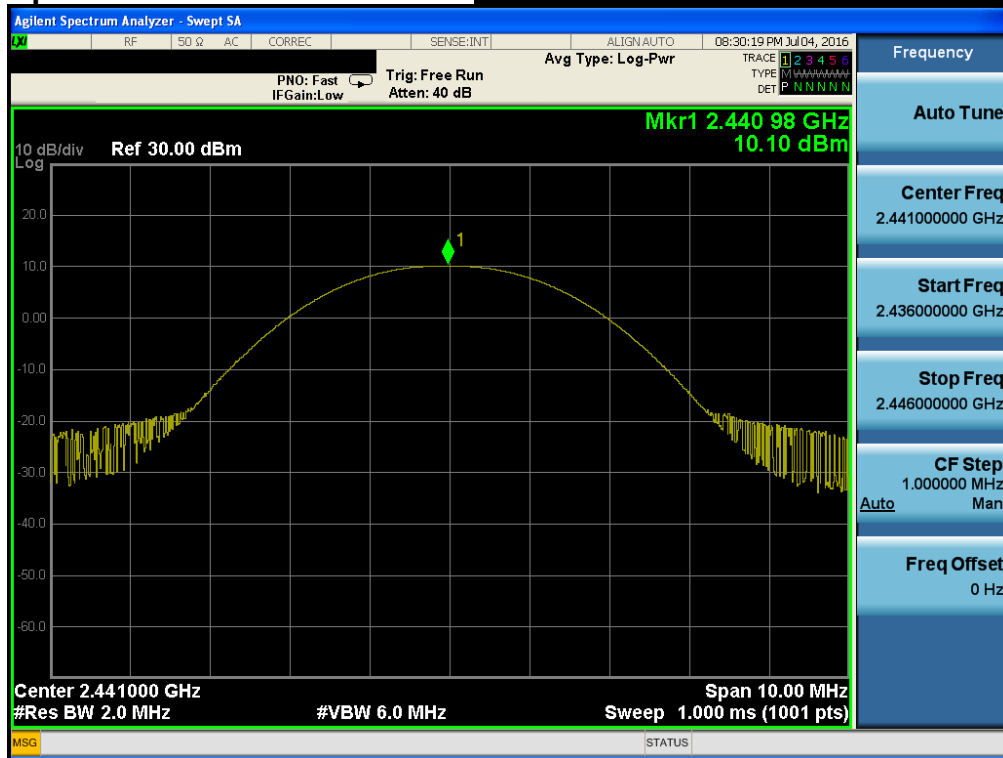 Agilent Spectrum Analyzer - Swept SA
LXI RF 50 Ω AC CORREC SENSE:INT ALIGN AUTO 08:30:19 PM Jul 04, 2016
Avg Type: Log-Pwr
TRACE 1 2 3 4 5 6
PNO: Fast
Trig: Free Run
TYPE M WWWWW
IFGain:Low
Atten: 40 dB
DET P N N N N N
Mkr1 2.440 98 GHz
10.10 dBm
10 dB/div
Log
Ref 30.00 dBm
20.0
1
10.0
0.00
-10.0
-20.0
-30.0
-40.0
-50.0
-60.0
Center 2.441000 GHz
Span 10.00 MHz
#Res BW 2.0 MHz
#VBW 6.0 MHz
Sweep 1.000 ms (1001 pts)
MSG
STATUS
Frequency
Auto Tune
Center Freq
2.441000000 GHz
Start Freq
2.436000000 GHz
Stop Freq
2.446000000 GHz
CF Step
1.000000 MHz
Auto Man
Freq Offset
0 Hz